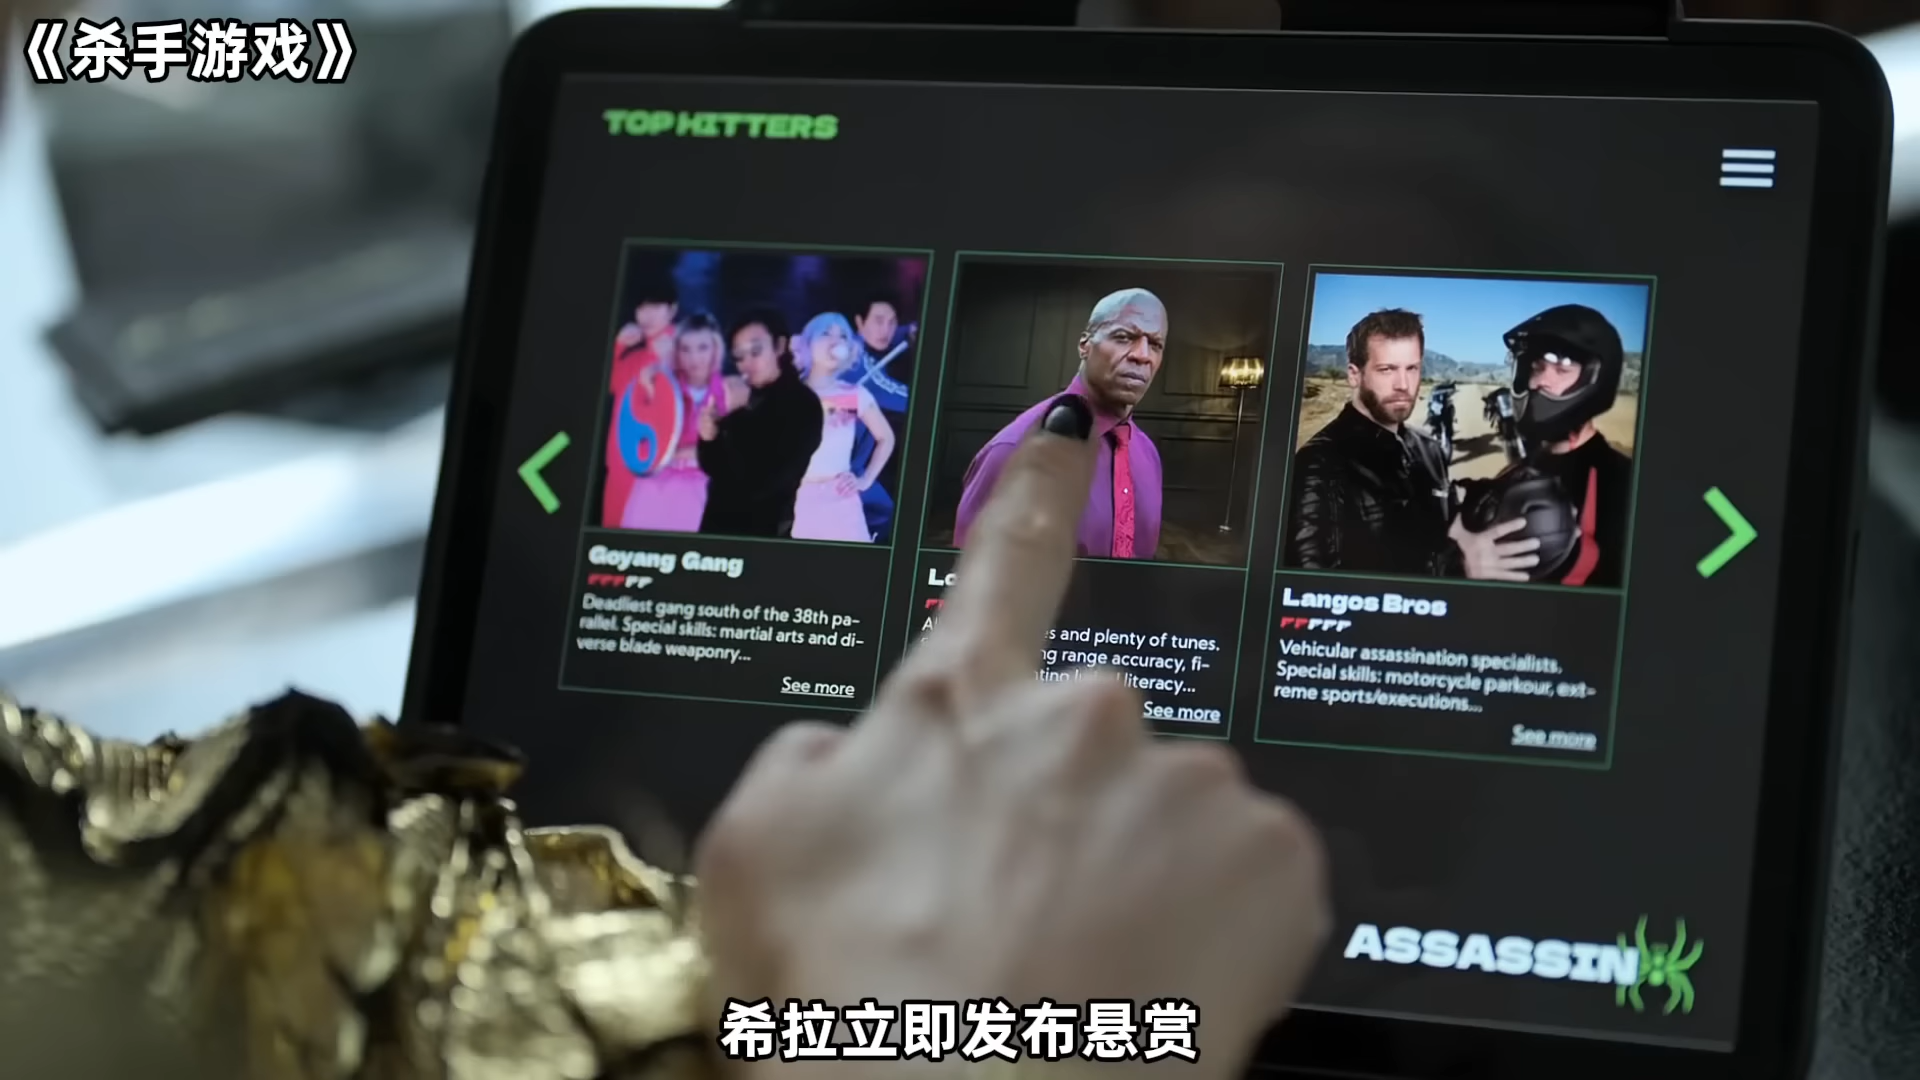 《杀手游戏》
TOP HITTERS
Goyang Gang
Deadliest gang south of the 38th pa-
rallel. Special skills: martial arts and di-
verse blade weaponry...
See more
Lo
and plenty of tunes.
range accuracy, fi-
literacy...
See more
Langos Bros
Vehicular assassination specialists.
Special skills: motorcycle parkour, ext-
reme sports/executions...
See more
ASSASSIN
希拉立即发布悬赏